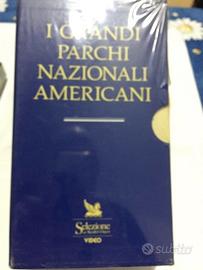 I GRANDI
PARCHI
NAZIONALI
AMERICANI
Selezione
VIDEO
subito